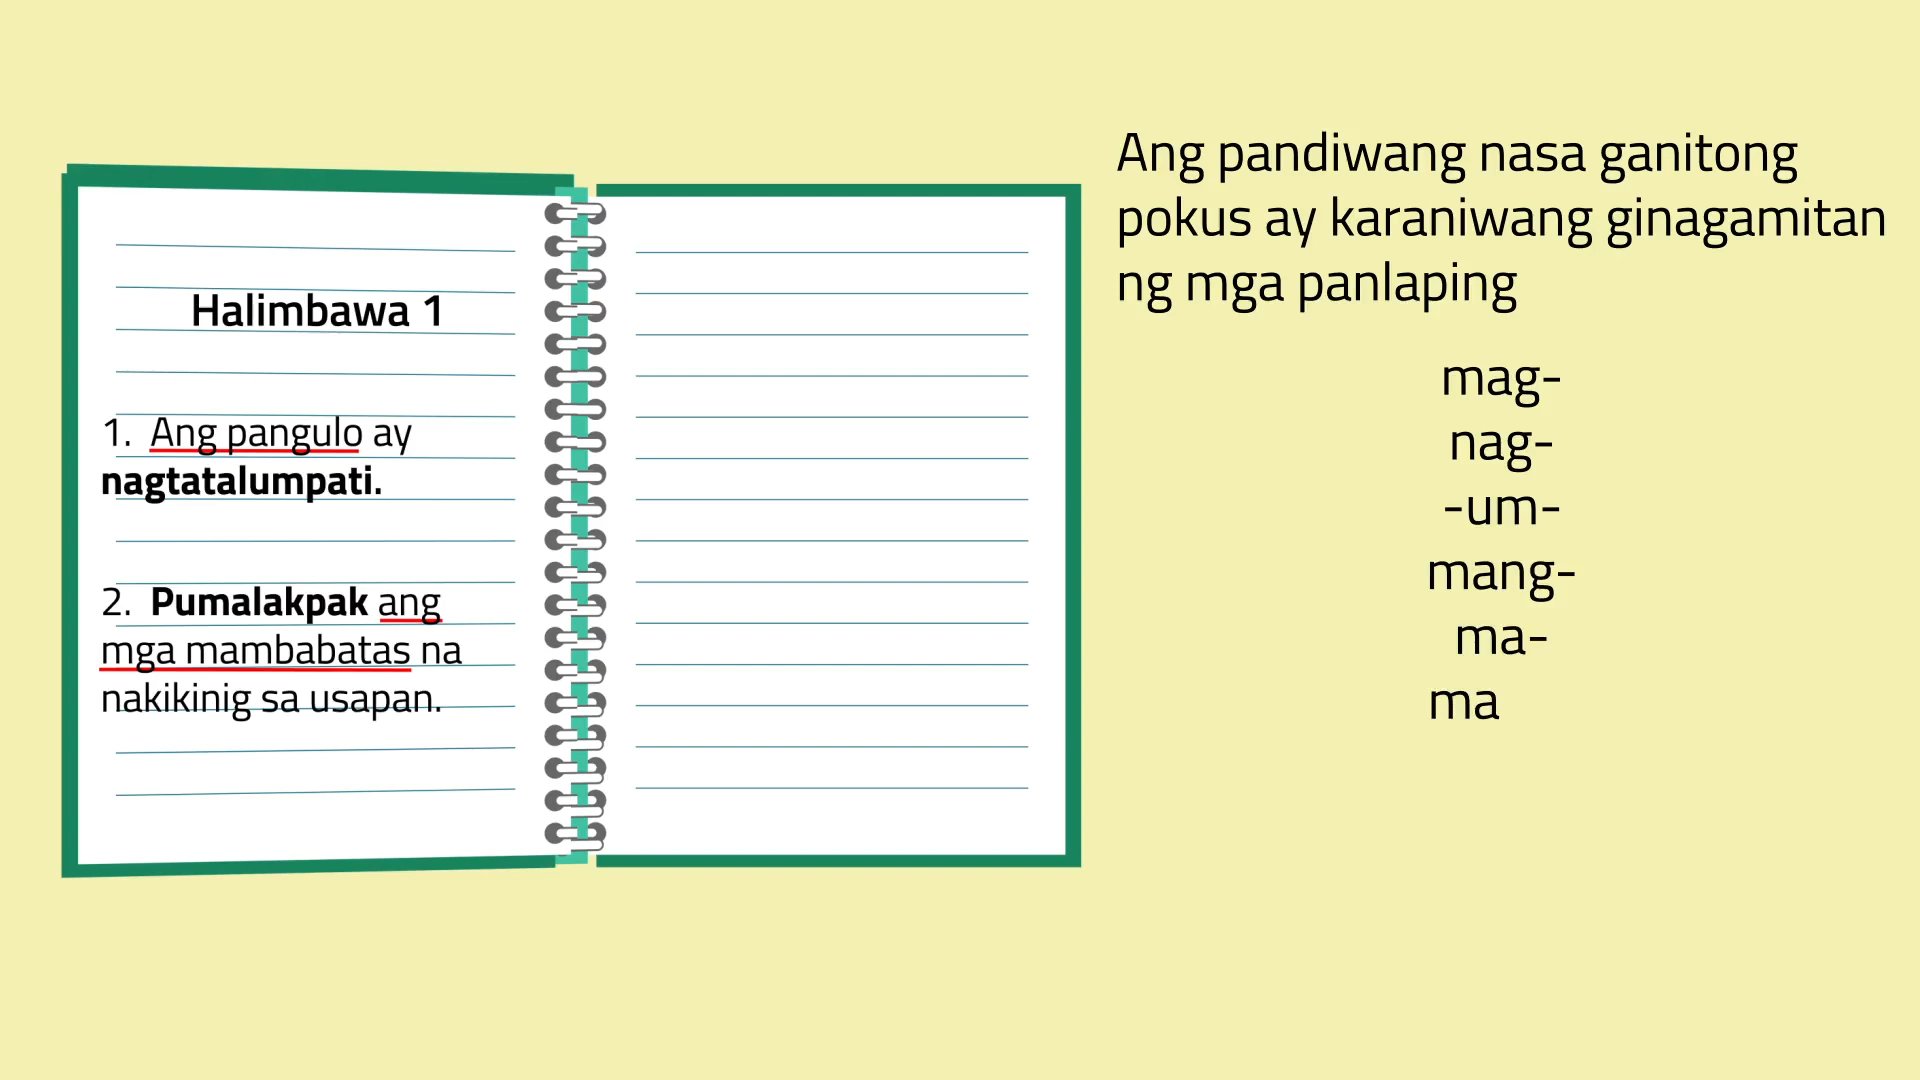 Halimbawa 1
1. Ang pangulo ay
nagtatalumpati.
2. Pumalakpak ang
mga mambabatas na
nakikinig sa usapan.
Ang pandiwang nasa ganitong
pokus ay karaniwang ginagamitan
ng mga panlaping
mag-
nag-
-um-
mang-
ma-
ma